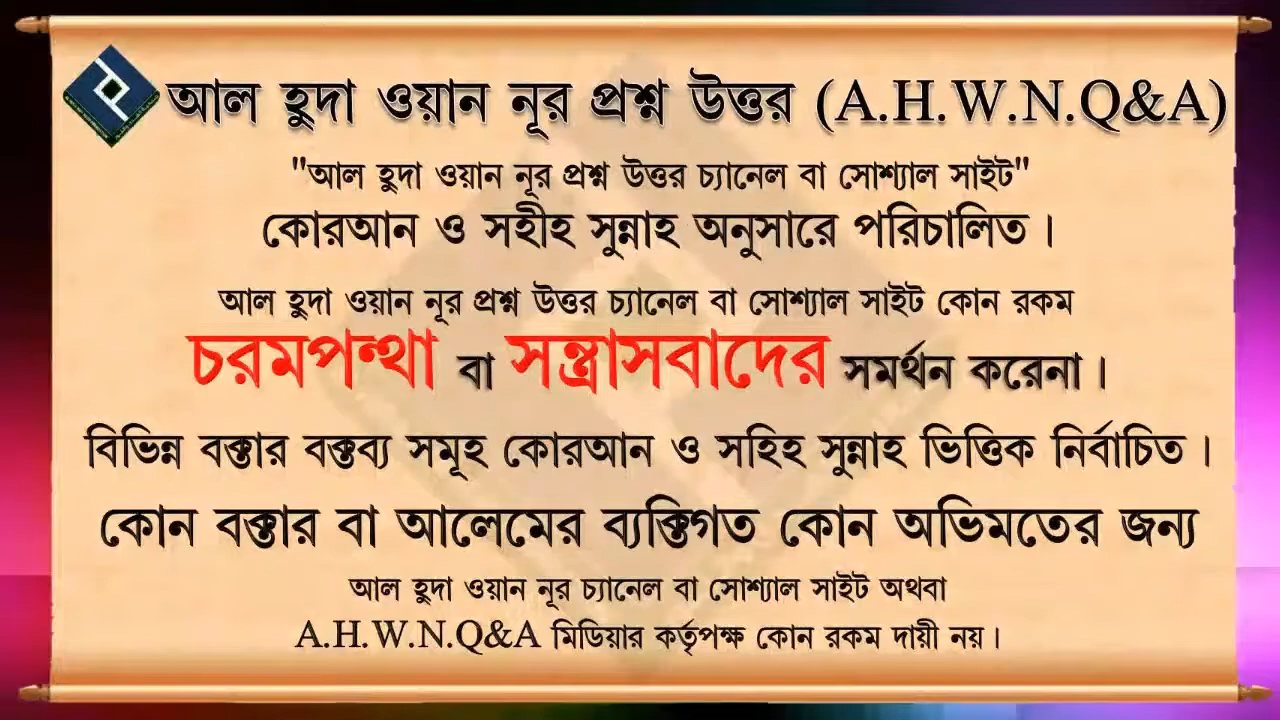 আল হুদা ওয়ান নূর প্রশ্ন উত্তর (A.H.W.N.Q&A)
"আল হুদা ওয়ান নূর প্রশ্ন উত্তর চ্যানেল বা সোশ্যাল সাইট"
কোরআন ও সহীহ সুন্নাহ অনুসারে পরিচালিত।
আল হুদা ওয়ান নূর প্রশ্ন উত্তর চ্যানেল বা সোশ্যাল সাইট কোন রকম
চরমপন্থা বা সন্ত্রাসবাদের সমর্থন করেনা।
বিভিন্ন বক্তার বক্তব্য সমূহ কোরআন ও সহিহ সুন্নাহ ভিত্তিক নির্বাচিত।
কোন বক্তার বা আলেমের ব্যক্তিগত কোন অভিমতের জন্য
আল হুদা ওয়ান নূর চ্যানেল বা সোশ্যাল সাইট অথবা
A.H.W.N.Q&A মিডিয়ার কর্তৃপক্ষ কোন রকম দায়ী নয়।